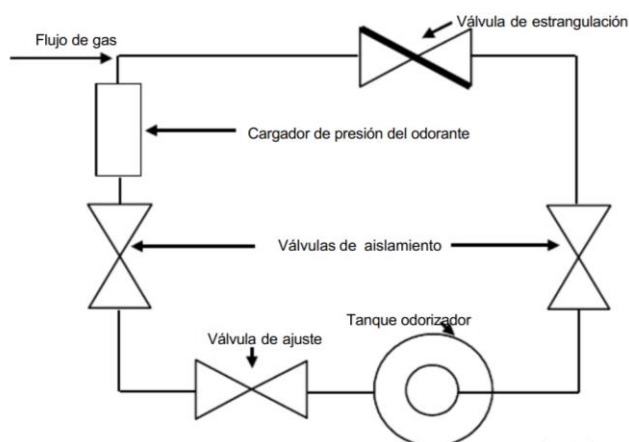 Válvula de estrangulación
Flujo de gas
Cargador de presión del odorante
Válvulas de aislamiento
Tanque odorizador
Válvula de ajuste